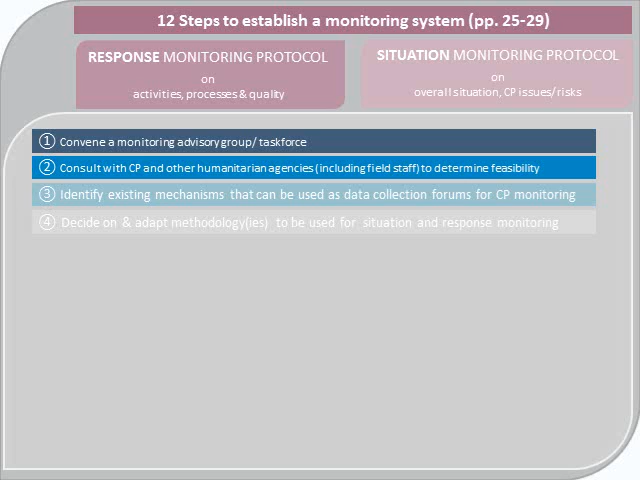 12 Steps to establish a monitoring system (pp. 25-29)
RESPONSE MONITORING PROTOCOL
on
activities, processes & quality
SITUATION MONITORING PROTOCOL
on
overall situation, CP issues/risks
① Convene a monitoring advisory group/ taskforce
② Consult with CP and other humanitarian agencies (including field staff) to determine feasibility
③ Identify existing mechanisms that can be used as data collection forums for CP monitoring
④ Decide on & adapt methodology(ies) to be used for situation and response monitoring